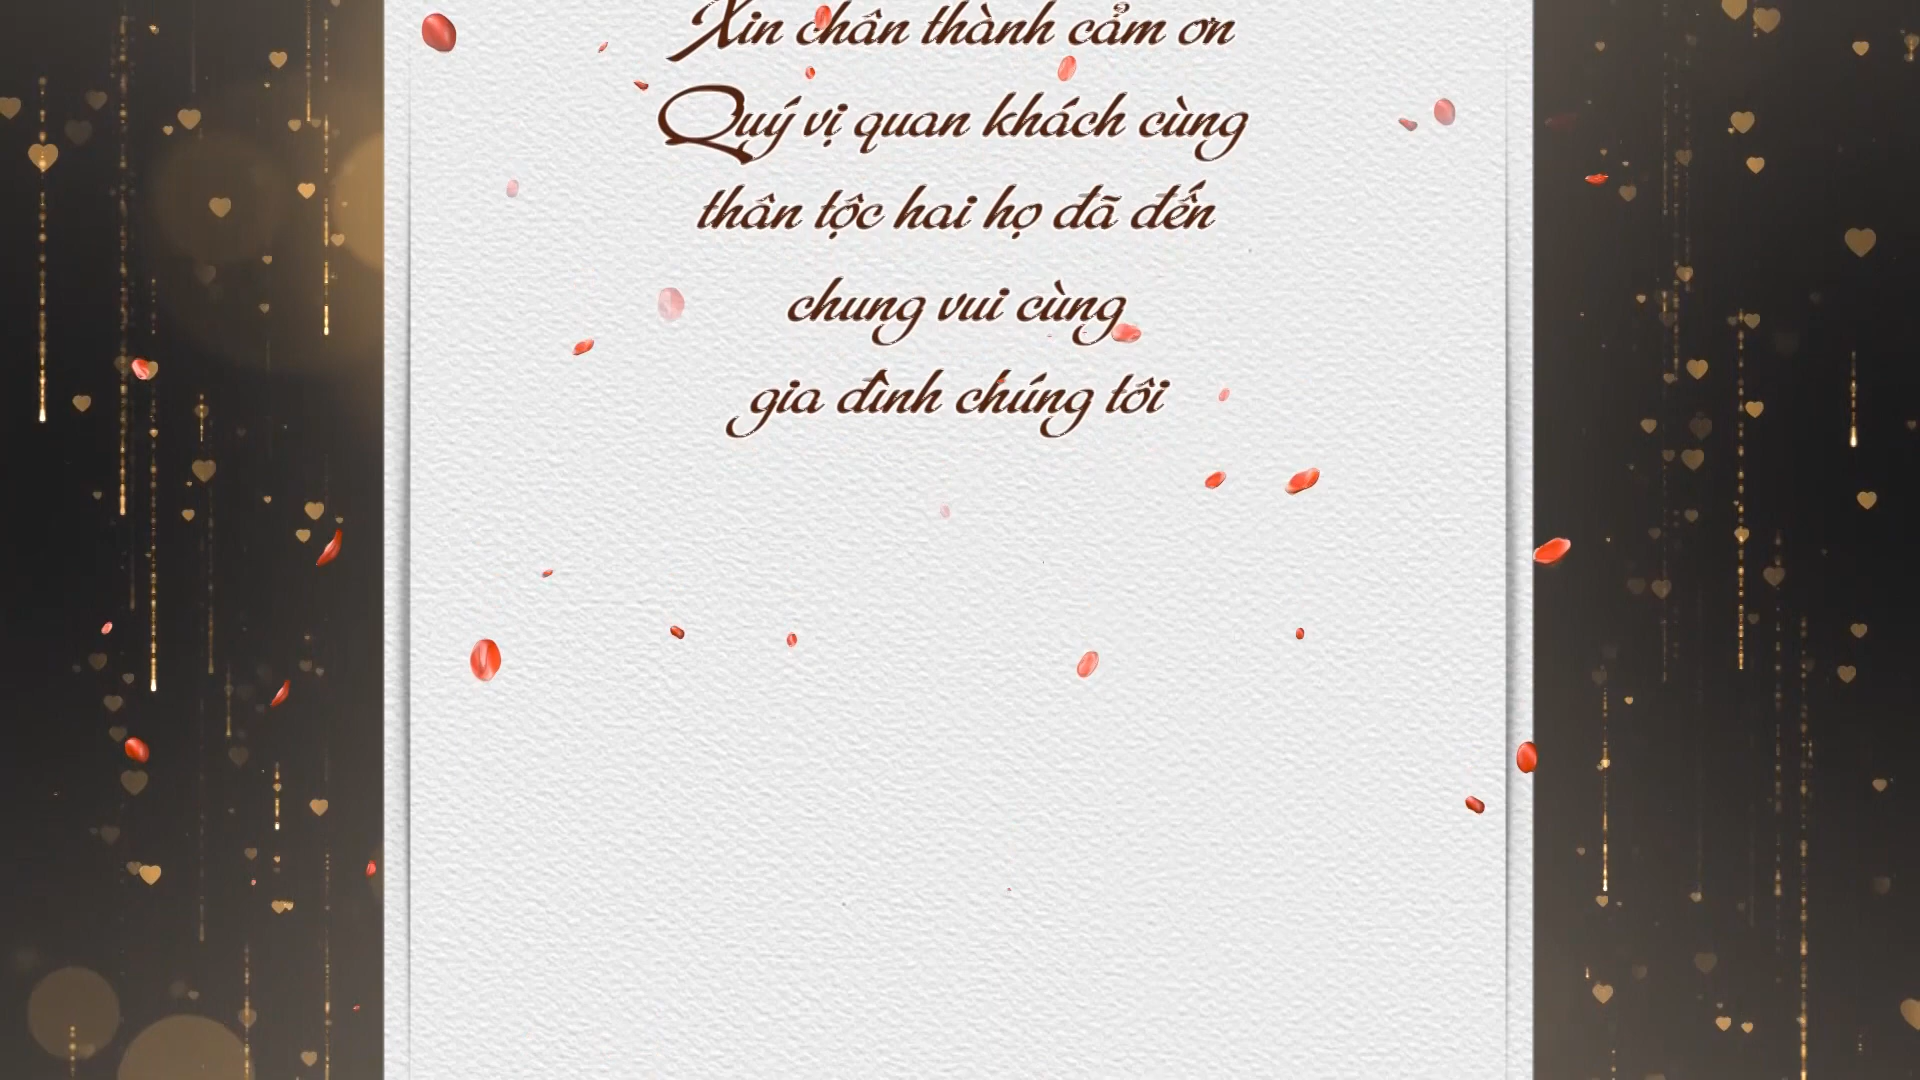 Xin chân thành cảm ơn
Quý vị quan khách cùng
thân tộc hai họ đã đến
chung vui cùng
gia đình chúng tôi